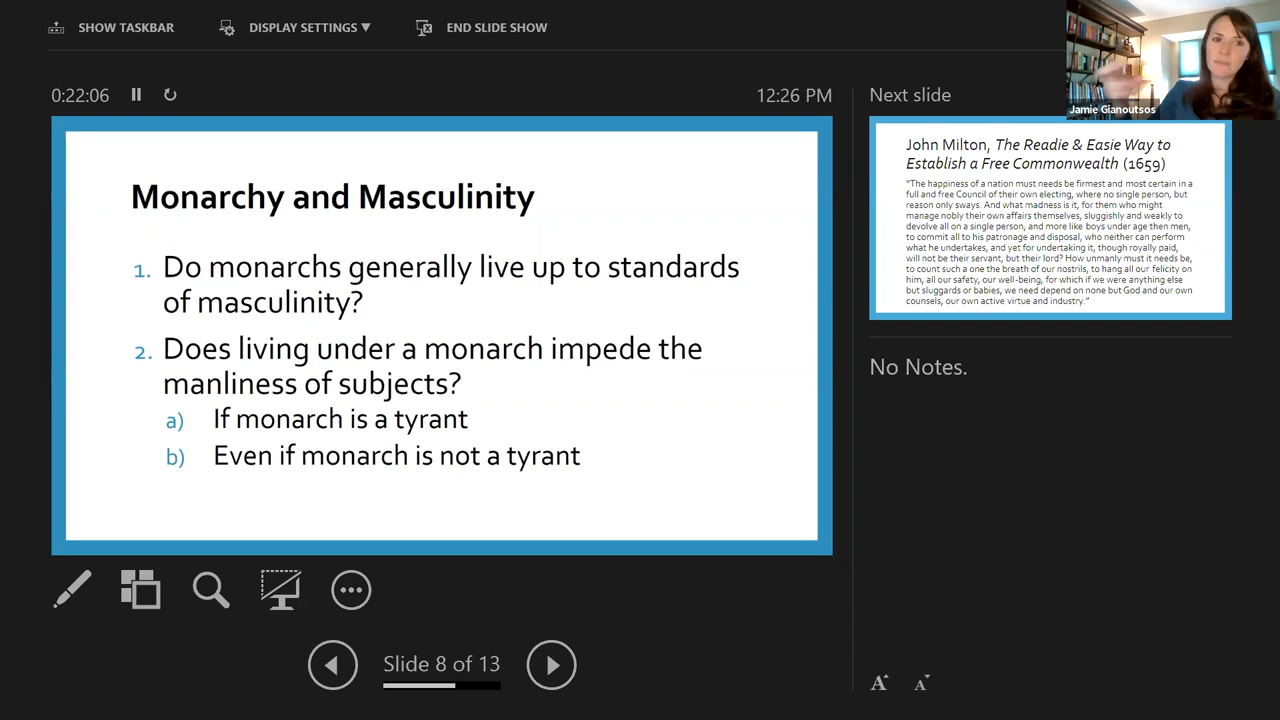 SHOW TASKBAR
DISPLAY SETTINGS ▼
END SLIDE SHOW
0:22:06
12:26 PM
Next slide
Jamie Gianoutsos
Monarchy and Masculinity
1. Do monarchs generally live up to standards
of masculinity?
2. Does living under a monarch impede the
manliness of subjects?
a) If monarch is a tyrant
b) Even if monarch is not a tyrant
John Milton, The Readie & Easie Way to
Establish a Free Commonwealth (1659)
“The happiness of a nation must needs be firmest and most certain in a
full and free Council of their own electing, where no single person, but
reason only sways. And what madness is it, for them who might
manage nobly their own affairs themselves, sluggishly and weakly to
devolve all on a single person, and more like boys under age then men,
to commit all to his patronage and disposal, who neither can perform
what he undertakes, and yet for undertaking it, though royally paid,
will not be their servant, but their lord? How unmanly must it needs be,
to count such a one the breath of our nostrils, to hang all our felicity on
him, all our safety, our well-being, for which if we were anything else
but sluggards or babies, we need depend on none but God and our own
counsels, our own active virtue and industry.”
No Notes.
Slide 8 of 13
A A